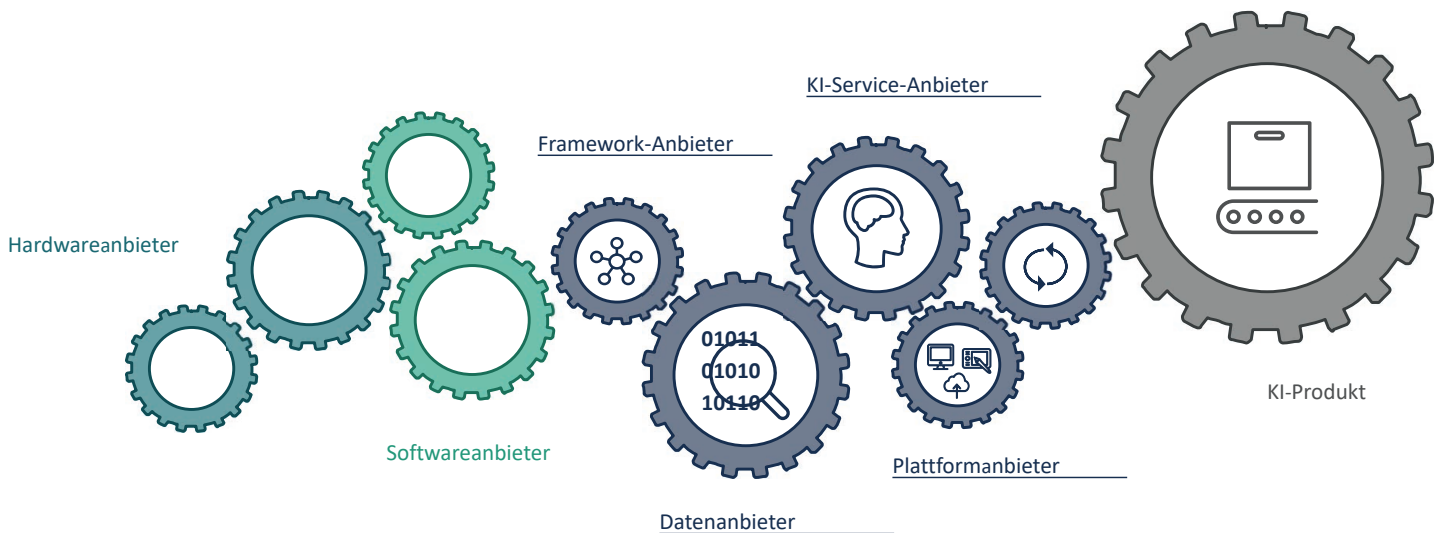 KI-Service-Anbieter
Framework-Anbieter
Hardwareanbieter
01011
01010
10110
KI-Produkt
Softwareanbieter
Plattformanbieter
Datenanbieter